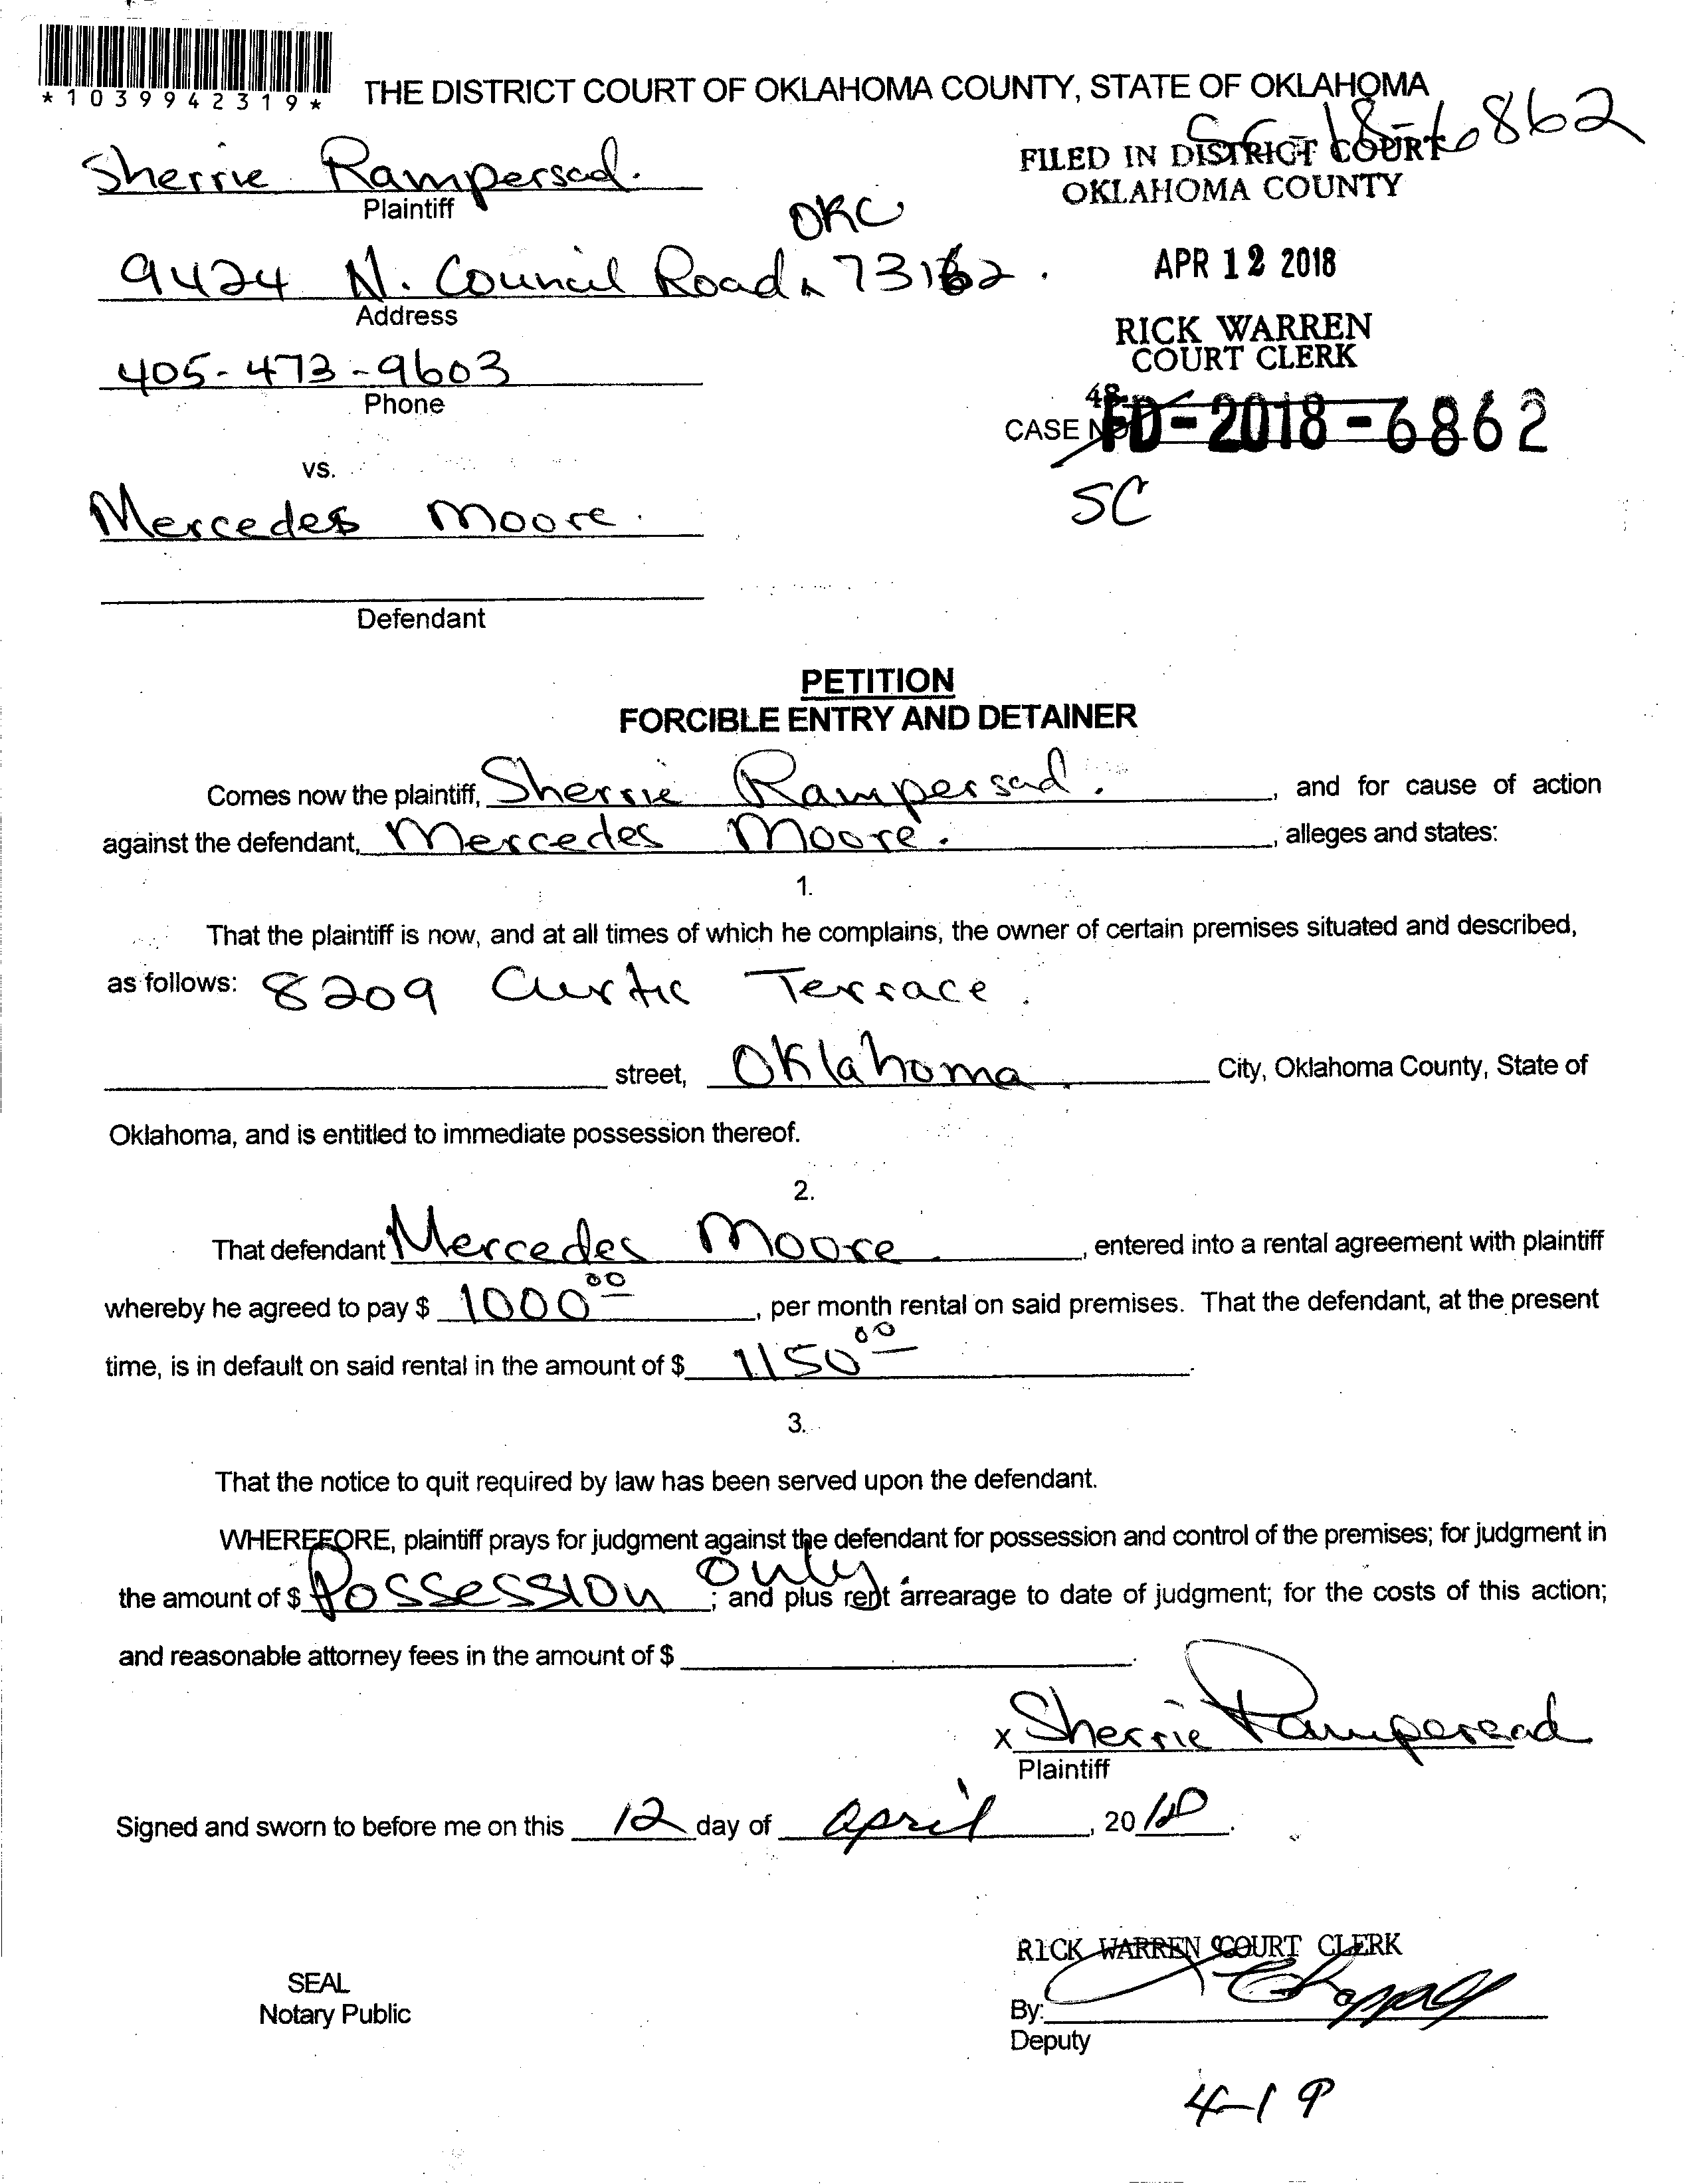 *1039942319*
THE DISTRICT COURT OF OKLAHOMA COUNTY, STATE OF OKLAHOMA
SC-18-6862
Sherrie Rampersad.
Plaintiff
FILED IN DISTRICT COURT
OKLAHOMA COUNTY
OKC
9424 N. Council Road 73162.
Address
APR 12 2018
RICK WARREN
COURT CLERK
405-473-9603
Phone
48
CASE NO. FD-2018-6862
SC
vs.
Mercedes Moore.
Defendant
PETITION
FORCIBLE ENTRY AND DETAINER
Comes now the plaintiff, Sherrie Rampersad. , and for cause of action
against the defendant, Mercedes Moore. , alleges and states:
1.
That the plaintiff is now, and at all times of which he complains, the owner of certain premises situated and described,
as follows: 8209 Terrace.
street, Oklahoma. City, Oklahoma County, State of
Oklahoma, and is entitled to immediate possession thereof.
2.
That defendant Mercedes Moore. , entered into a rental agreement with plaintiff
whereby he agreed to pay $ 1000.00 , per month rental on said premises. That the defendant, at the present
time, is in default on said rental in the amount of $ 1150.00 .
3.
That the notice to quit required by law has been served upon the defendant.
WHEREFORE, plaintiff prays for judgment against the defendant for possession and control of the premises; for judgment in
the amount of $ Possession only. ; and plus rent arrearage to date of judgment; for the costs of this action;
and reasonable attorney fees in the amount of $ .
x Sherrie Rampersad
Plaintiff
Signed and sworn to before me on this 12 day of april , 2018 .
RICK WARREN COURT CLERK
SEAL
Notary Public
By:
Deputy
4-19